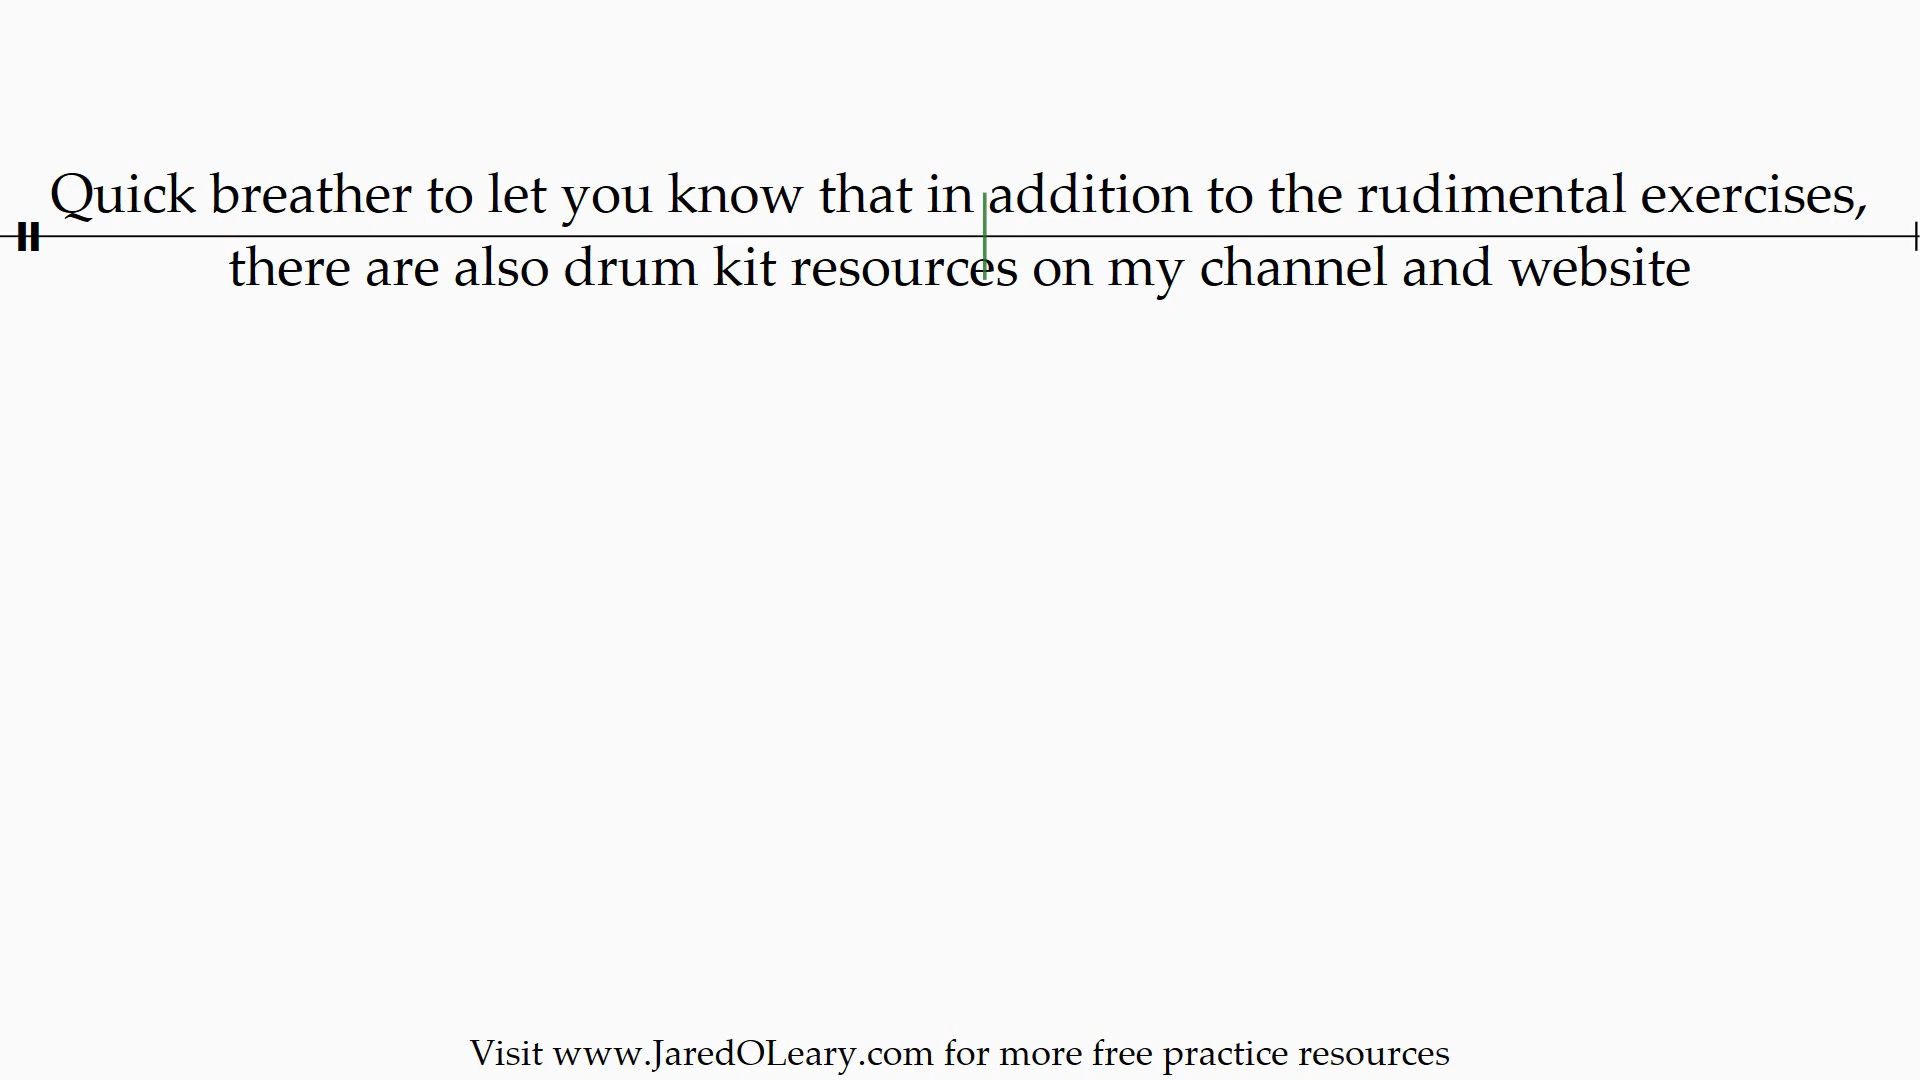 Quick breather to let you know that in addition to the rudimental exercises,
there are also drum kit resources on my channel and website
Visit www.JaredOLeary.com for more free practice resources